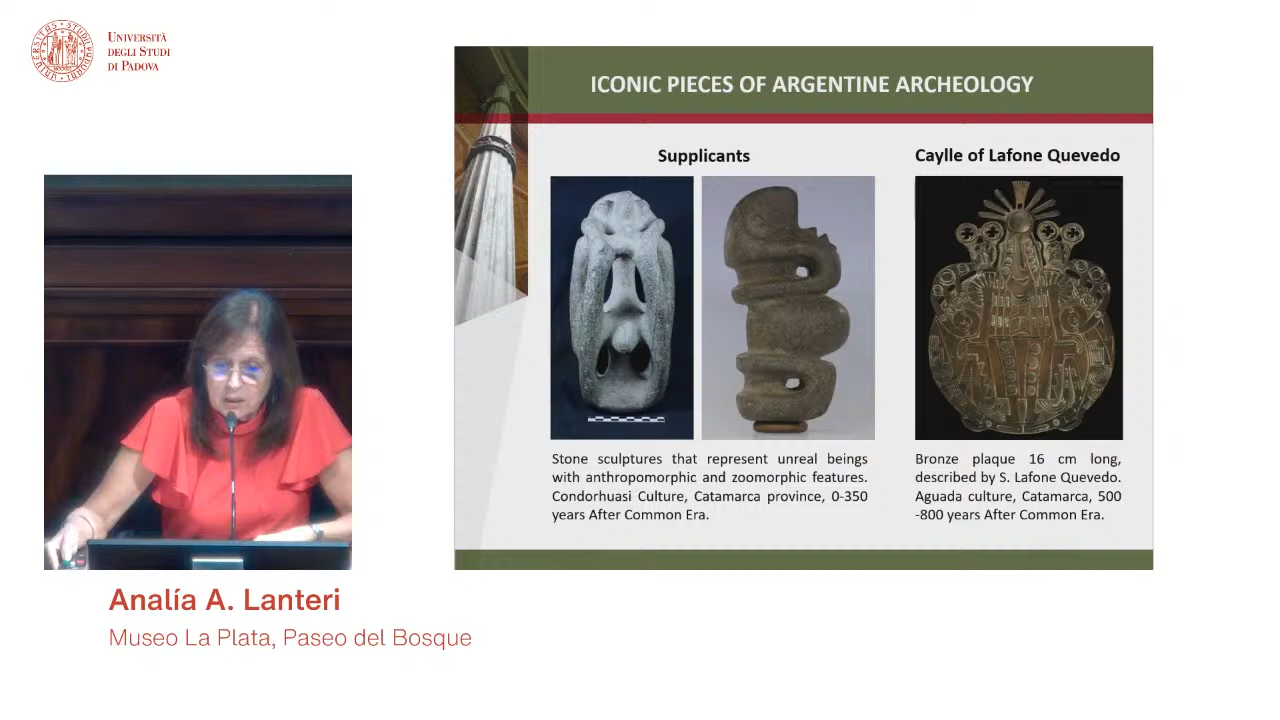 UNIVERSITÀ
DEGLI STUDI
DI PADOVA
ICONIC PIECES OF ARGENTINE ARCHEOLOGY
Supplicants
Caylle of Lafone Quevedo
Stone sculptures that represent unreal beings
with anthropomorphic and zoomorphic features.
Condorhuasi Culture, Catamarca province, 0-350
years After Common Era.
Bronze plaque 16 cm long,
described by S. Lafone Quevedo.
Aguada culture, Catamarca, 500
-800 years After Common Era.
Analía A. Lanteri
Museo La Plata, Paseo del Bosque